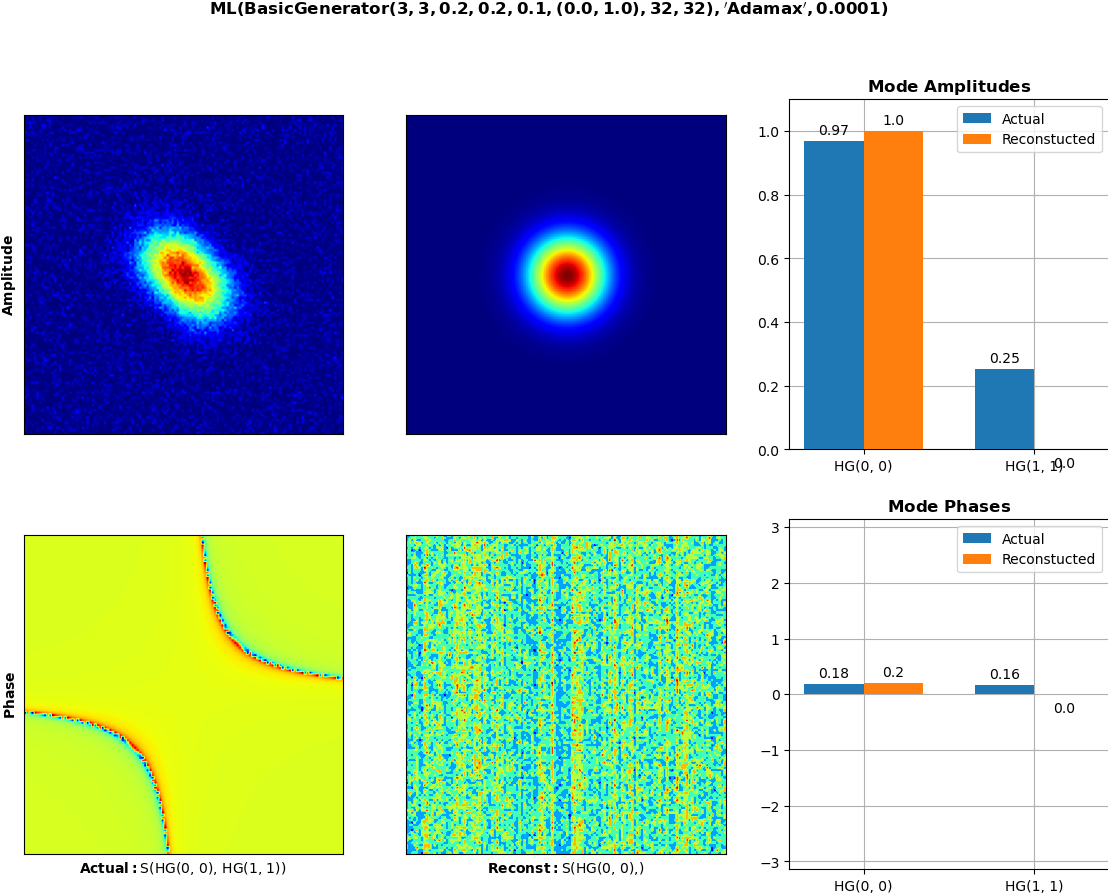 ML(BasicGenerator(3, 3, 0.2, 0.2, 0.1, (0.0, 1.0), 32, 32), ′Adamax′, 0.0001)
Amplitude
Mode Amplitudes
Actual
Reconstucted
1.0
0.8
0.6
0.4
0.2
0.0
0.97
1.0
0.25
0.0
HG(0, 0)
HG(1, 1)
Phase
Actual: S(HG(0, 0), HG(1, 1))
Reconst: S(HG(0, 0),)
Mode Phases
Actual
Reconstucted
3
2
1
0
−1
−2
−3
0.18
0.2
0.16
0.0
HG(0, 0)
HG(1, 1)